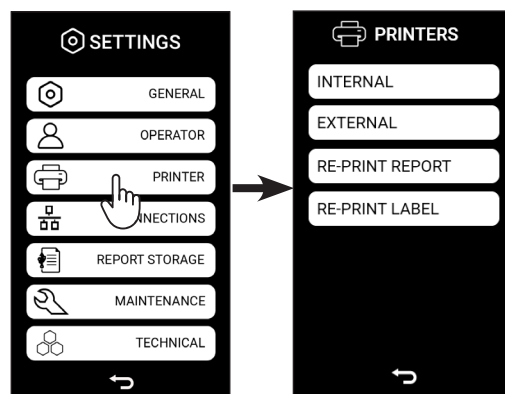 SETTINGS
GENERAL
OPERATOR
PRINTER
NNECTIONS
REPORT STORAGE
MAINTENANCE
TECHNICAL
PRINTERS
INTERNAL
EXTERNAL
RE-PRINT REPORT
RE-PRINT LABEL